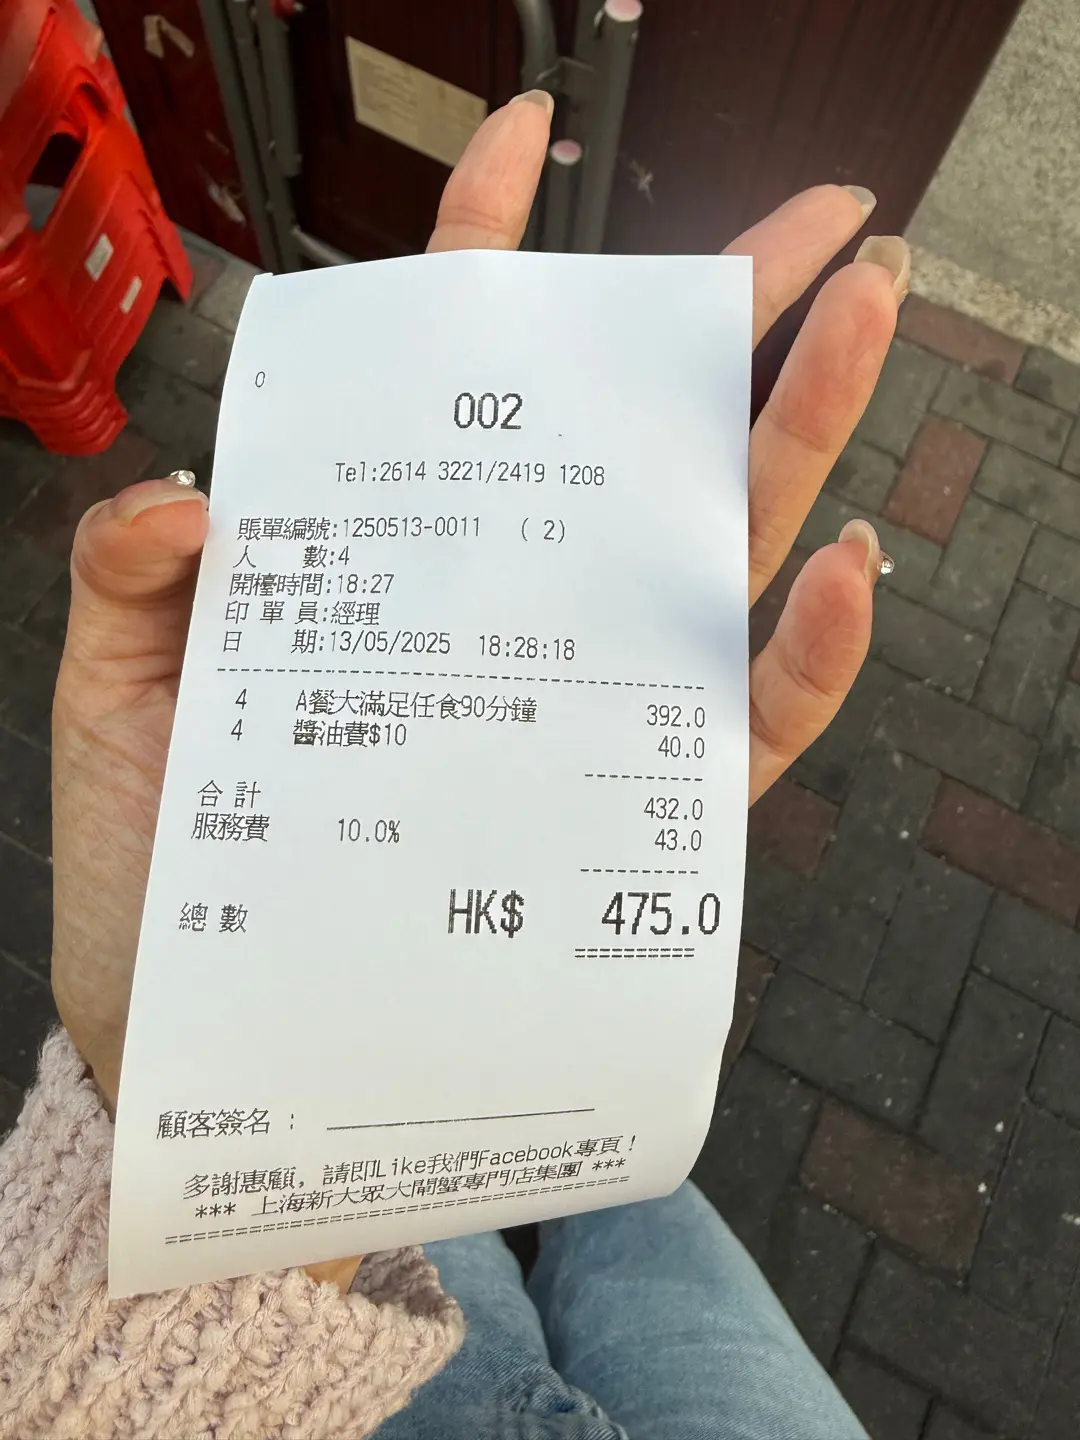 0
002
Tel:2614 3221/2419 1208
賬單編號:1250513-0011 ( 2)
人 數:4
開檯時間:18:27
印 單 員:經理
日 期:13/05/2025 18:28:18
4 A餐大滿足任食90分鐘 392.0
4 醬油費$10 40.0
合 計 432.0
服務費 10.0% 43.0
總 數 HK$ 475.0
顧客簽名 :
多謝惠顧, 請即Like我們Facebook專頁!
*** 上海新大眾大閘蟹專門店集團 ***